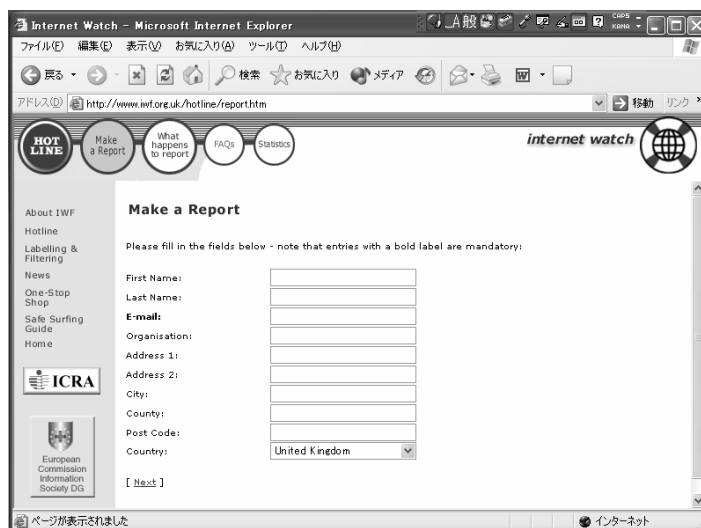 Internet Watch - Microsoft Internet Explorer
A 般
CAPS
KANA
ファイル(F) 編集(E) 表示(V) お気に入り(A) ツール(T) ヘルプ(H)
戻る 検索 お気に入り メディア
アドレス(D) http://www.iwf.org.uk/hotline/report.htm 移動 リンク
HOT LINE
Make a Report
What happens to report
FAQs
Statistics
internet watch
About IWF
Hotline
Labelling &
Filtering
News
One-Stop
Shop
Safe Surfing
Guide
Home
ICRA
European
Commission
Information
Society DG
Make a Report
Please fill in the fields below - note that entries with a bold label are mandatory:
First Name:
Last Name:
E-mail:
Organisation:
Address 1:
Address 2:
City:
County:
Post Code:
Country: United Kingdom
[ Next ]
ページが表示されました インターネット